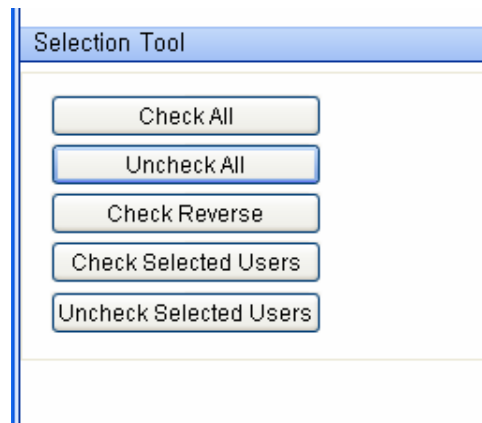 Selection Tool
Check All
Uncheck All
Check Reverse
Check Selected Users
Uncheck Selected Users